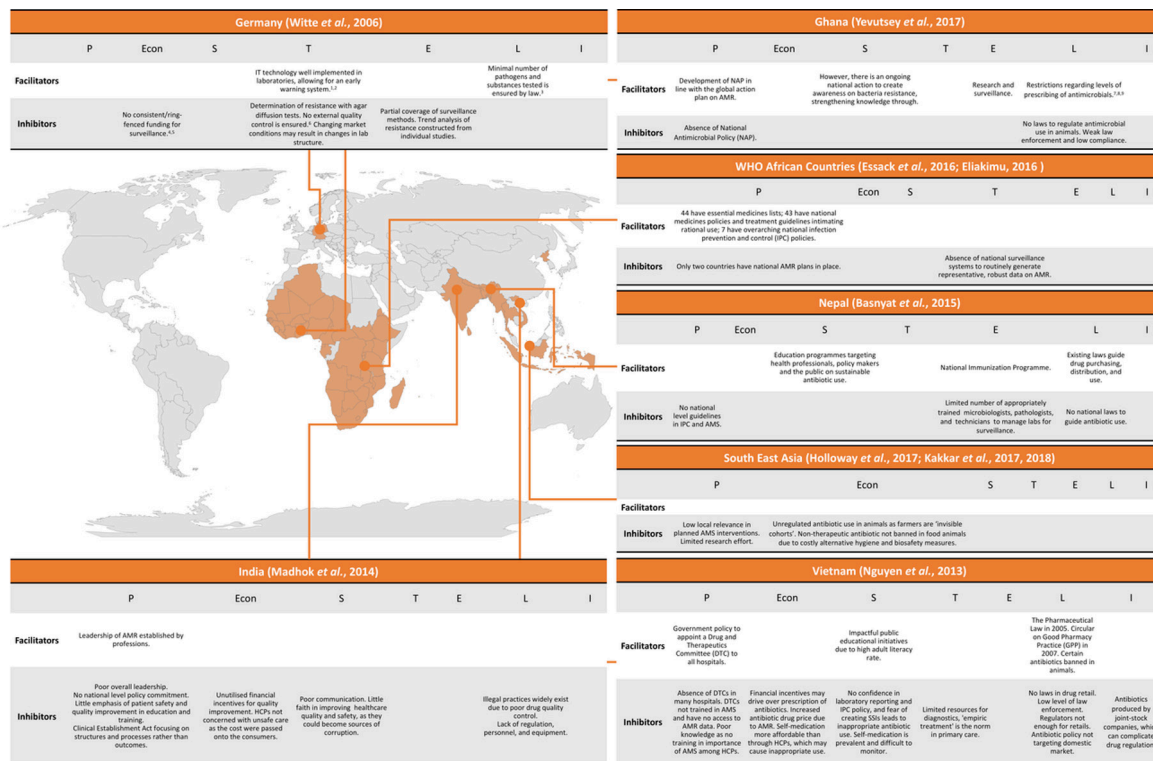 Germany (Witte et al., 2006)
P Econ S T E L I
Facilitators
IT technology well implemented in
laboratories, allowing for an early
warning system.1,2
Minimal number of
pathogens and
substances tested is
ensured by law.3
Inhibitors
No consistent/ring-
fenced funding for
surveillance.4,5
Determination of resistance with agar
diffusion tests. No external quality
control is ensured.6 Changing market
conditions may result in changes in lab
structure.
Partial coverage of surveillance
methods. Trend analysis of
resistance constructed from
individual studies.
Ghana (Yevutsey et al., 2017)
P Econ S T E L I
Facilitators
Development of NAP in
line with the global action
plan on AMR.
However, there is an ongoing
national action to create
awareness on bacteria resistance,
strengthening knowledge through.
Research and
surveillance.
Restrictions regarding levels of
prescribing of antimicrobials.7,8,9
Inhibitors
Absence of National
Antimicrobial Policy (NAP).
No laws to regulate antimicrobial
use in animals. Weak law
enforcement and low compliance.
WHO African Countries (Essack et al., 2016; Eliakimu, 2016 )
P Econ S T E L I
Facilitators
44 have essential medicines lists; 43 have national
medicines policies and treatment guidelines intimating
rational use; 7 have overarching national infection
prevention and control (IPC) policies.
Inhibitors
Only two countries have national AMR plans in place.
Absence of national surveillance
systems to routinely generate
representative, robust data on AMR.
Nepal (Basnyat et al., 2015)
P Econ S T E L I
Facilitators
Education programmes targeting
health professionals, policy makers
and the public on sustainable
antibiotic use.
National Immunization Programme.
Existing laws guide
drug purchasing,
distribution, and
use.
Inhibitors
No national
level guidelines
in IPC and AMS.
Limited number of appropriately
trained microbiologists, pathologists,
and technicians to manage labs for
surveillance.
No national laws to
guide antibiotic use.
South East Asia (Holloway et al., 2017; Kakkar et al., 2017, 2018)
P Econ S T E L I
Facilitators
Inhibitors
Low local relevance in
planned AMS interventions.
Limited research effort.
Unregulated antibiotic use in animals as farmers are 'invisible
cohorts'. Non-therapeutic antibiotic not banned in food animals
due to costly alternative hygiene and biosafety measures.
India (Madhok et al., 2014)
P Econ S T E L I
Facilitators
Leadership of AMR established by
professions.
Inhibitors
Poor overall leadership.
No national level policy commitment.
Little emphasis of patient safety and
quality improvement in education and
training.
Clinical Establishment Act focusing on
structures and processes rather than
outcomes.
Unutilised financial
incentives for quality
improvement. HCPs not
concerned with unsafe care
as the cost were passed
onto the consumers.
Poor communication. Little
faith in improving healthcare
quality and safety, as they
could become sources of
corruption.
Illegal practices widely exist
due to poor drug quality
control.
Lack of regulation,
personnel, and equipment.
Vietnam (Nguyen et al., 2013)
P Econ S T E L I
Facilitators
Government policy to
appoint a Drug and
Therapeutics
Committee (DTC) to
all hospitals.
Impactful public
educational initiatives
due to high adult literacy
rate.
The Pharmaceutical
Law in 2005. Circular
on Good Pharmacy
Practice (GPP) in
2007. Certain
antibiotics banned in
animals.
Inhibitors
Absence of DTCs in
many hospitals. DTCs
not trained in AMS
and have no access to
AMR data. Poor
knowledge as no
training in importance
of AMS among HCPs.
Financial incentives may
drive over prescription of
antibiotics. Increased
antibiotic drug price due to
AMR. Self-medication
more affordable than
through HCPs, which may
cause inappropriate use.
No confidence in
laboratory reporting and
IPC policy, and fear of
creating SSIs leads to
inappropriate antibiotic
use. Self-medication is
prevalent and difficult to
monitor.
Limited resources for
diagnostics, 'empiric
treatment' is the norm
in primary care.
No laws in drug retail.
Low level of law
enforcement.
Regulators not
enough for retails.
Antibiotic policy not
targeting domestic
market.
Antibiotics
produced by
joint-stock
companies, which
can complicate
drug regulation